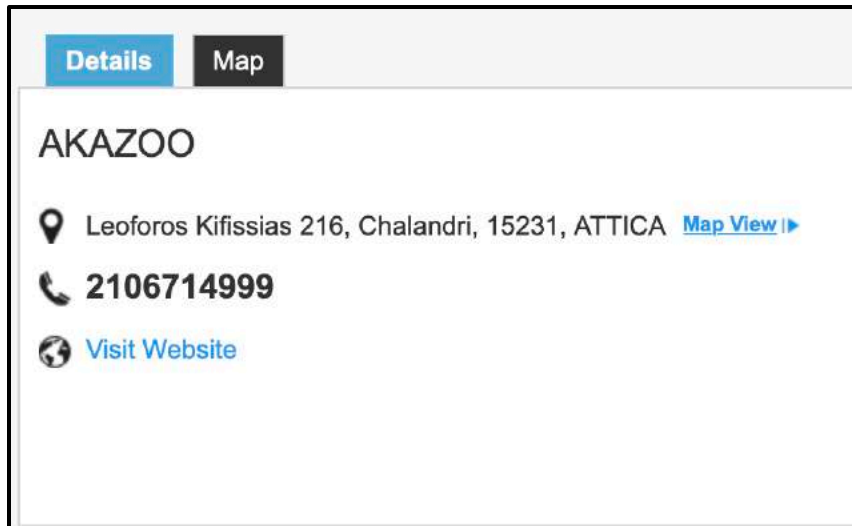 Details Map
AKAZOO
Leoforos Kifissias 216, Chalandri, 15231, ATTICA Map View
2106714999
Visit Website